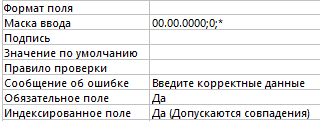 Формат поля
Маска ввода 00.00.0000;0;*
Подпись
Значение по умолчанию
Правило проверки
Сообщение об ошибке Введите корректные данные
Обязательное поле Да
Индексированное поле Да (Допускаются совпадения)